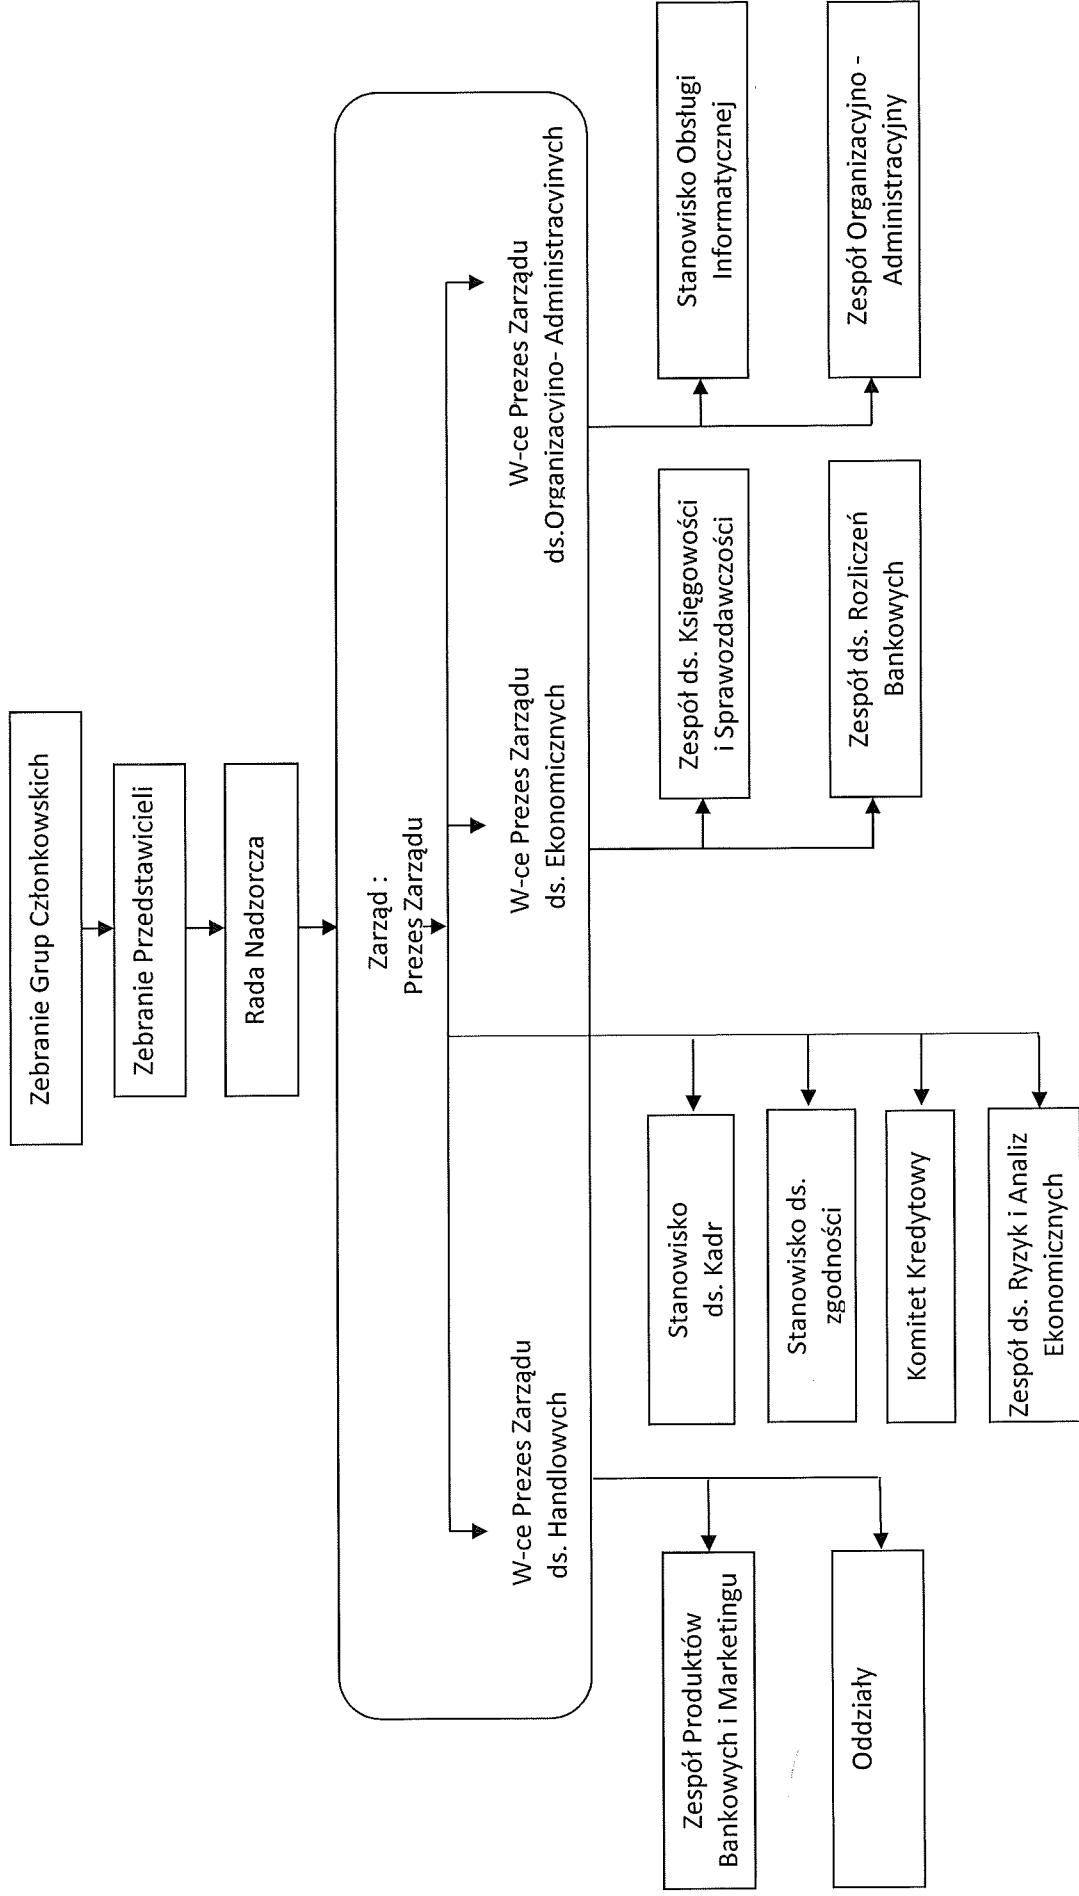 Zebranie Grup Członkowskich
Zebranie Przedstawicieli
Rada Nadzorcza
Zarząd :
Prezes Zarządu
W-ce Prezes Zarządu
ds. Handlowych
W-ce Prezes Zarządu
ds. Ekonomicznych
W-ce Prezes Zarządu
ds.Organizacyjno- Administracyjnych
Zespół Produktów
Bankowych i Marketingu
Oddziały
Stanowisko
ds. Kadr
Stanowisko ds.
zgodności
Komitet Kredytowy
Zespół ds. Ryzyk i Analiz
Ekonomicznych
Zespół ds. Księgowości
i Sprawozdawczości
Zespół ds. Rozliczeń
Bankowych
Stanowisko Obsługi
Informatycznej
Zespół Organizacyjno -
Administracyjny